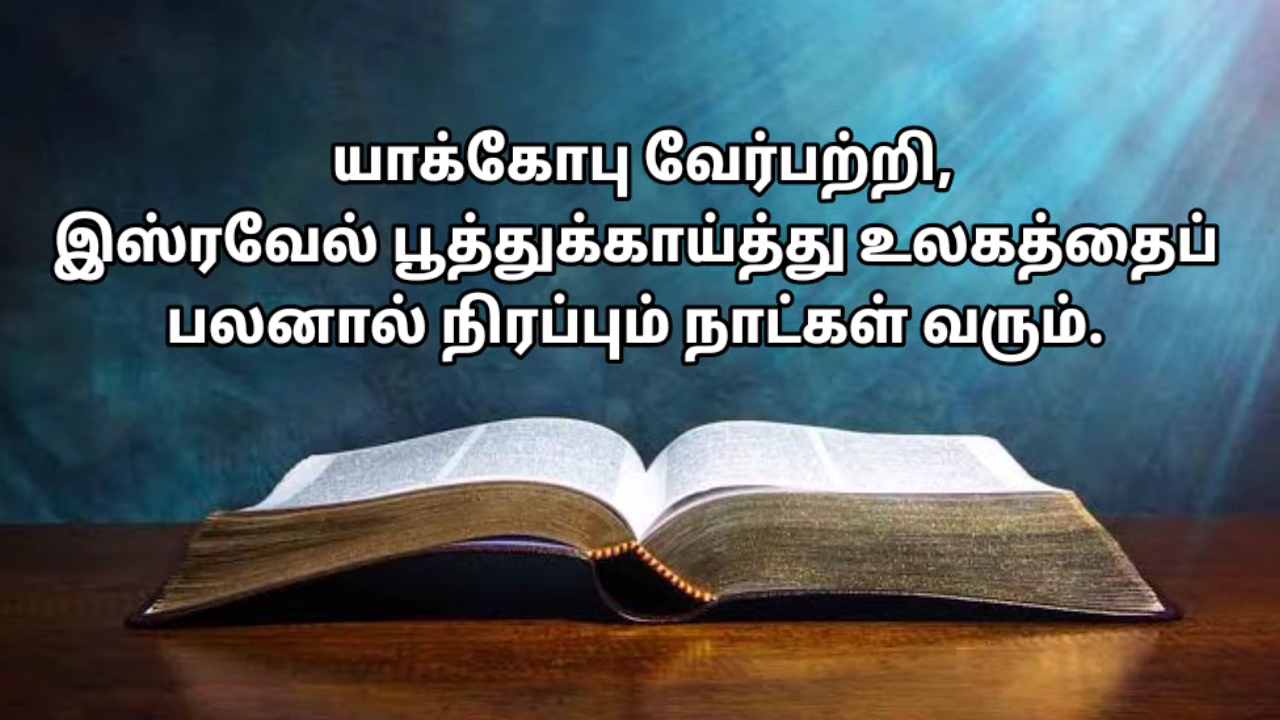 யாக்கோபு வேர்பற்றி,
இஸ்ரவேல் பூத்துக்காய்த்து உலகத்தைப்
பலனால் நிரப்பும் நாட்கள் வரும்.